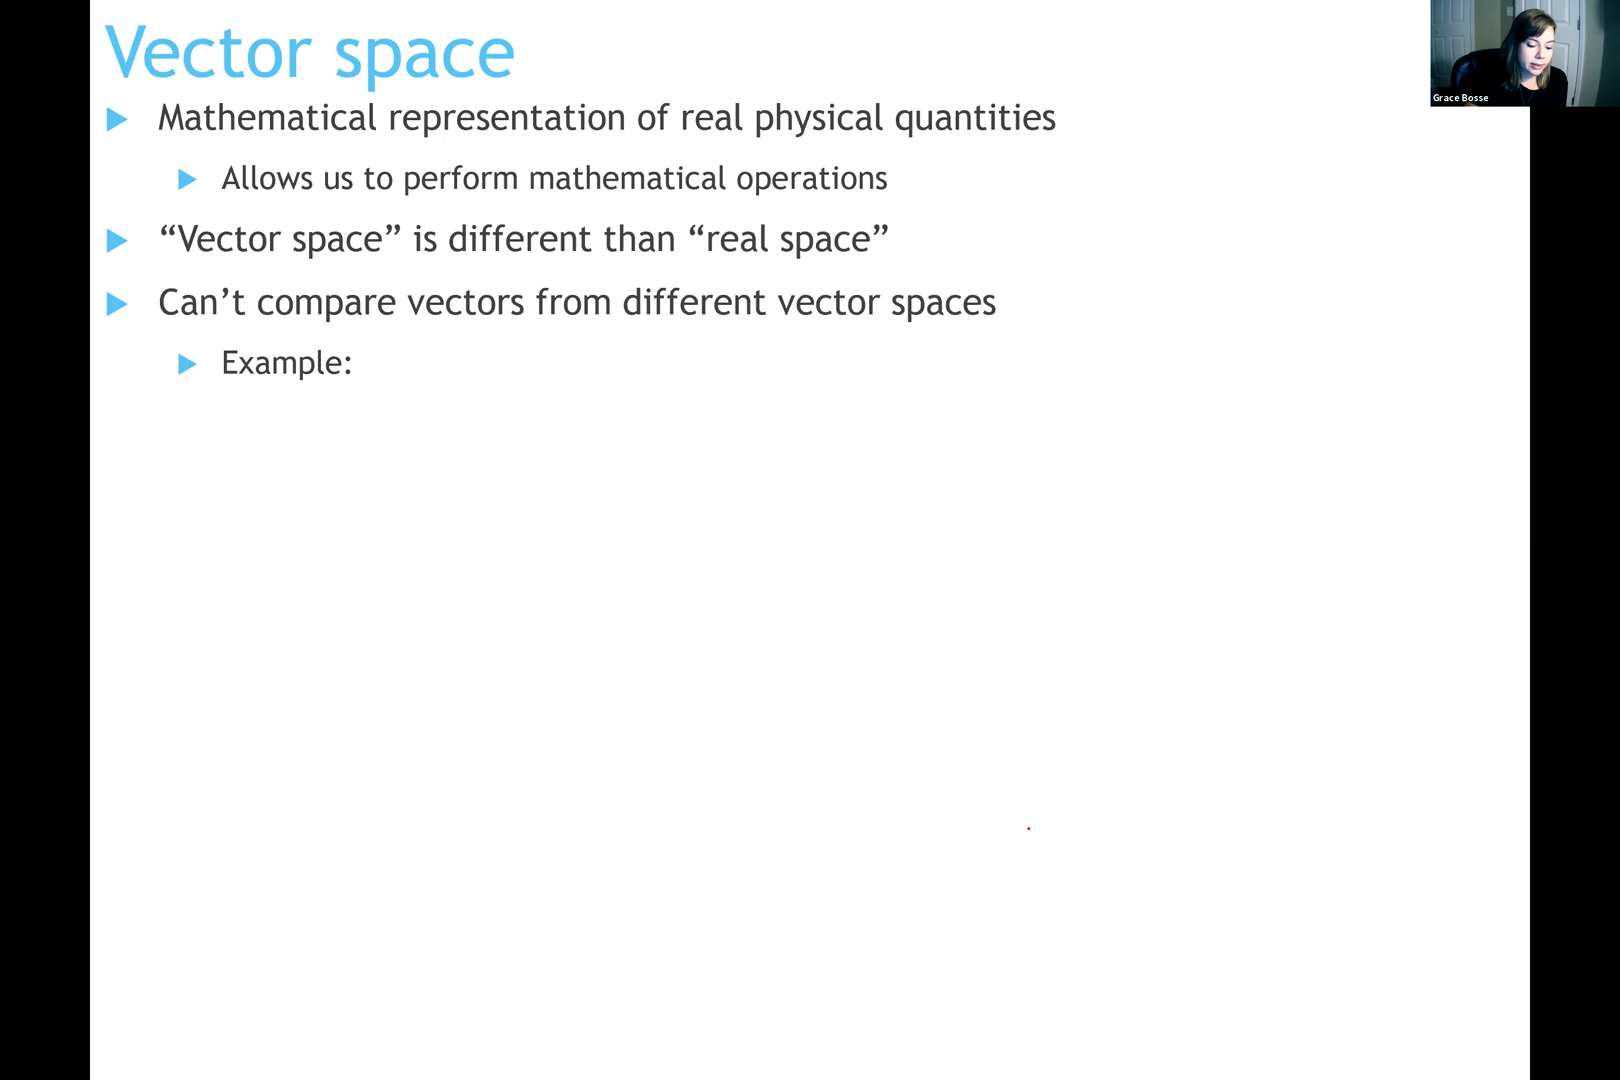 Vector space
Mathematical representation of real physical quantities
Allows us to perform mathematical operations
“Vector space” is different than “real space”
Can’t compare vectors from different vector spaces
Example:
Grace Bosse